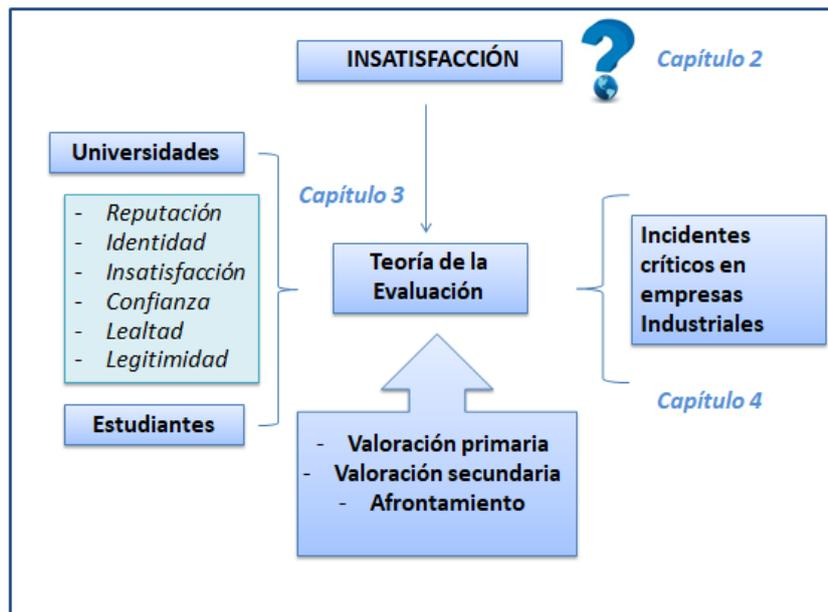 INSATISFACCIÓN
Capítulo 2
Universidades
Capítulo 3
- Reputación
- Identidad
- Insatisfacción
- Confianza
- Lealtad
- Legitimidad
Estudiantes
Teoría de la
Evaluación
Incidentes
críticos en
empresas
Industriales
Capítulo 4
- Valoración primaria
- Valoración secundaria
- Afrontamiento